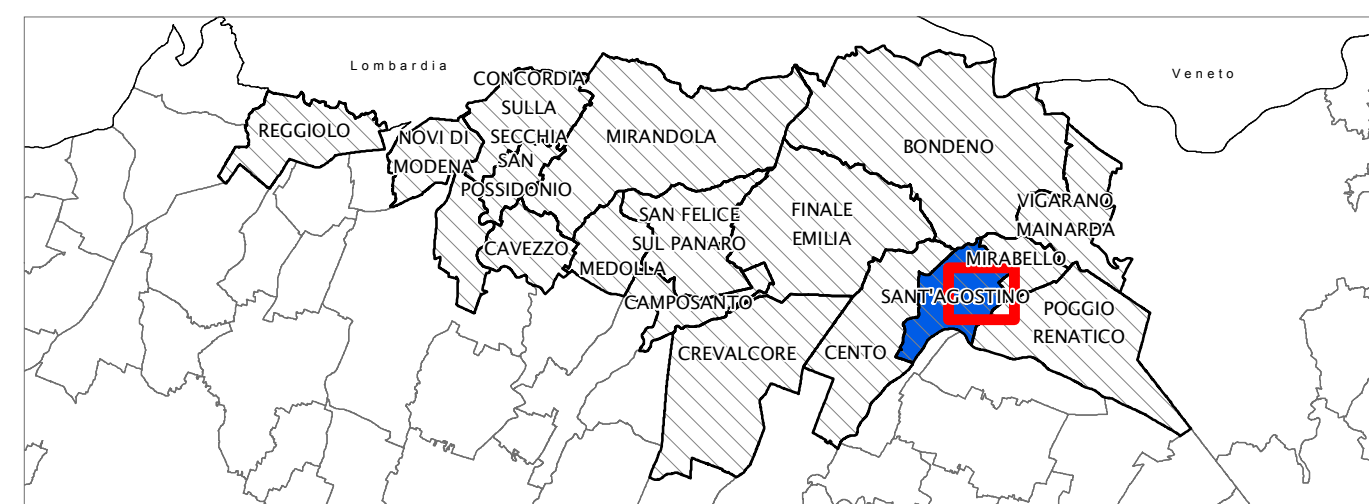 Lombardia
Veneto
CONCORDIA
SULLA
SECCHIA
REGGIOLO
NOVI DI
MODENA
SAN
POSSIDONIO
MIRANDOLA
BONDENO
VIGARANO
MAINARDA
SAN FELICE
SUL PANARO
FINALE
EMILIA
CAVEZZO
MEDOLLA
MIRABELLO
CAMPOSANTO
SANT'AGOSTINO
POGGIO
RENATICO
CREVALCORE
CENTO